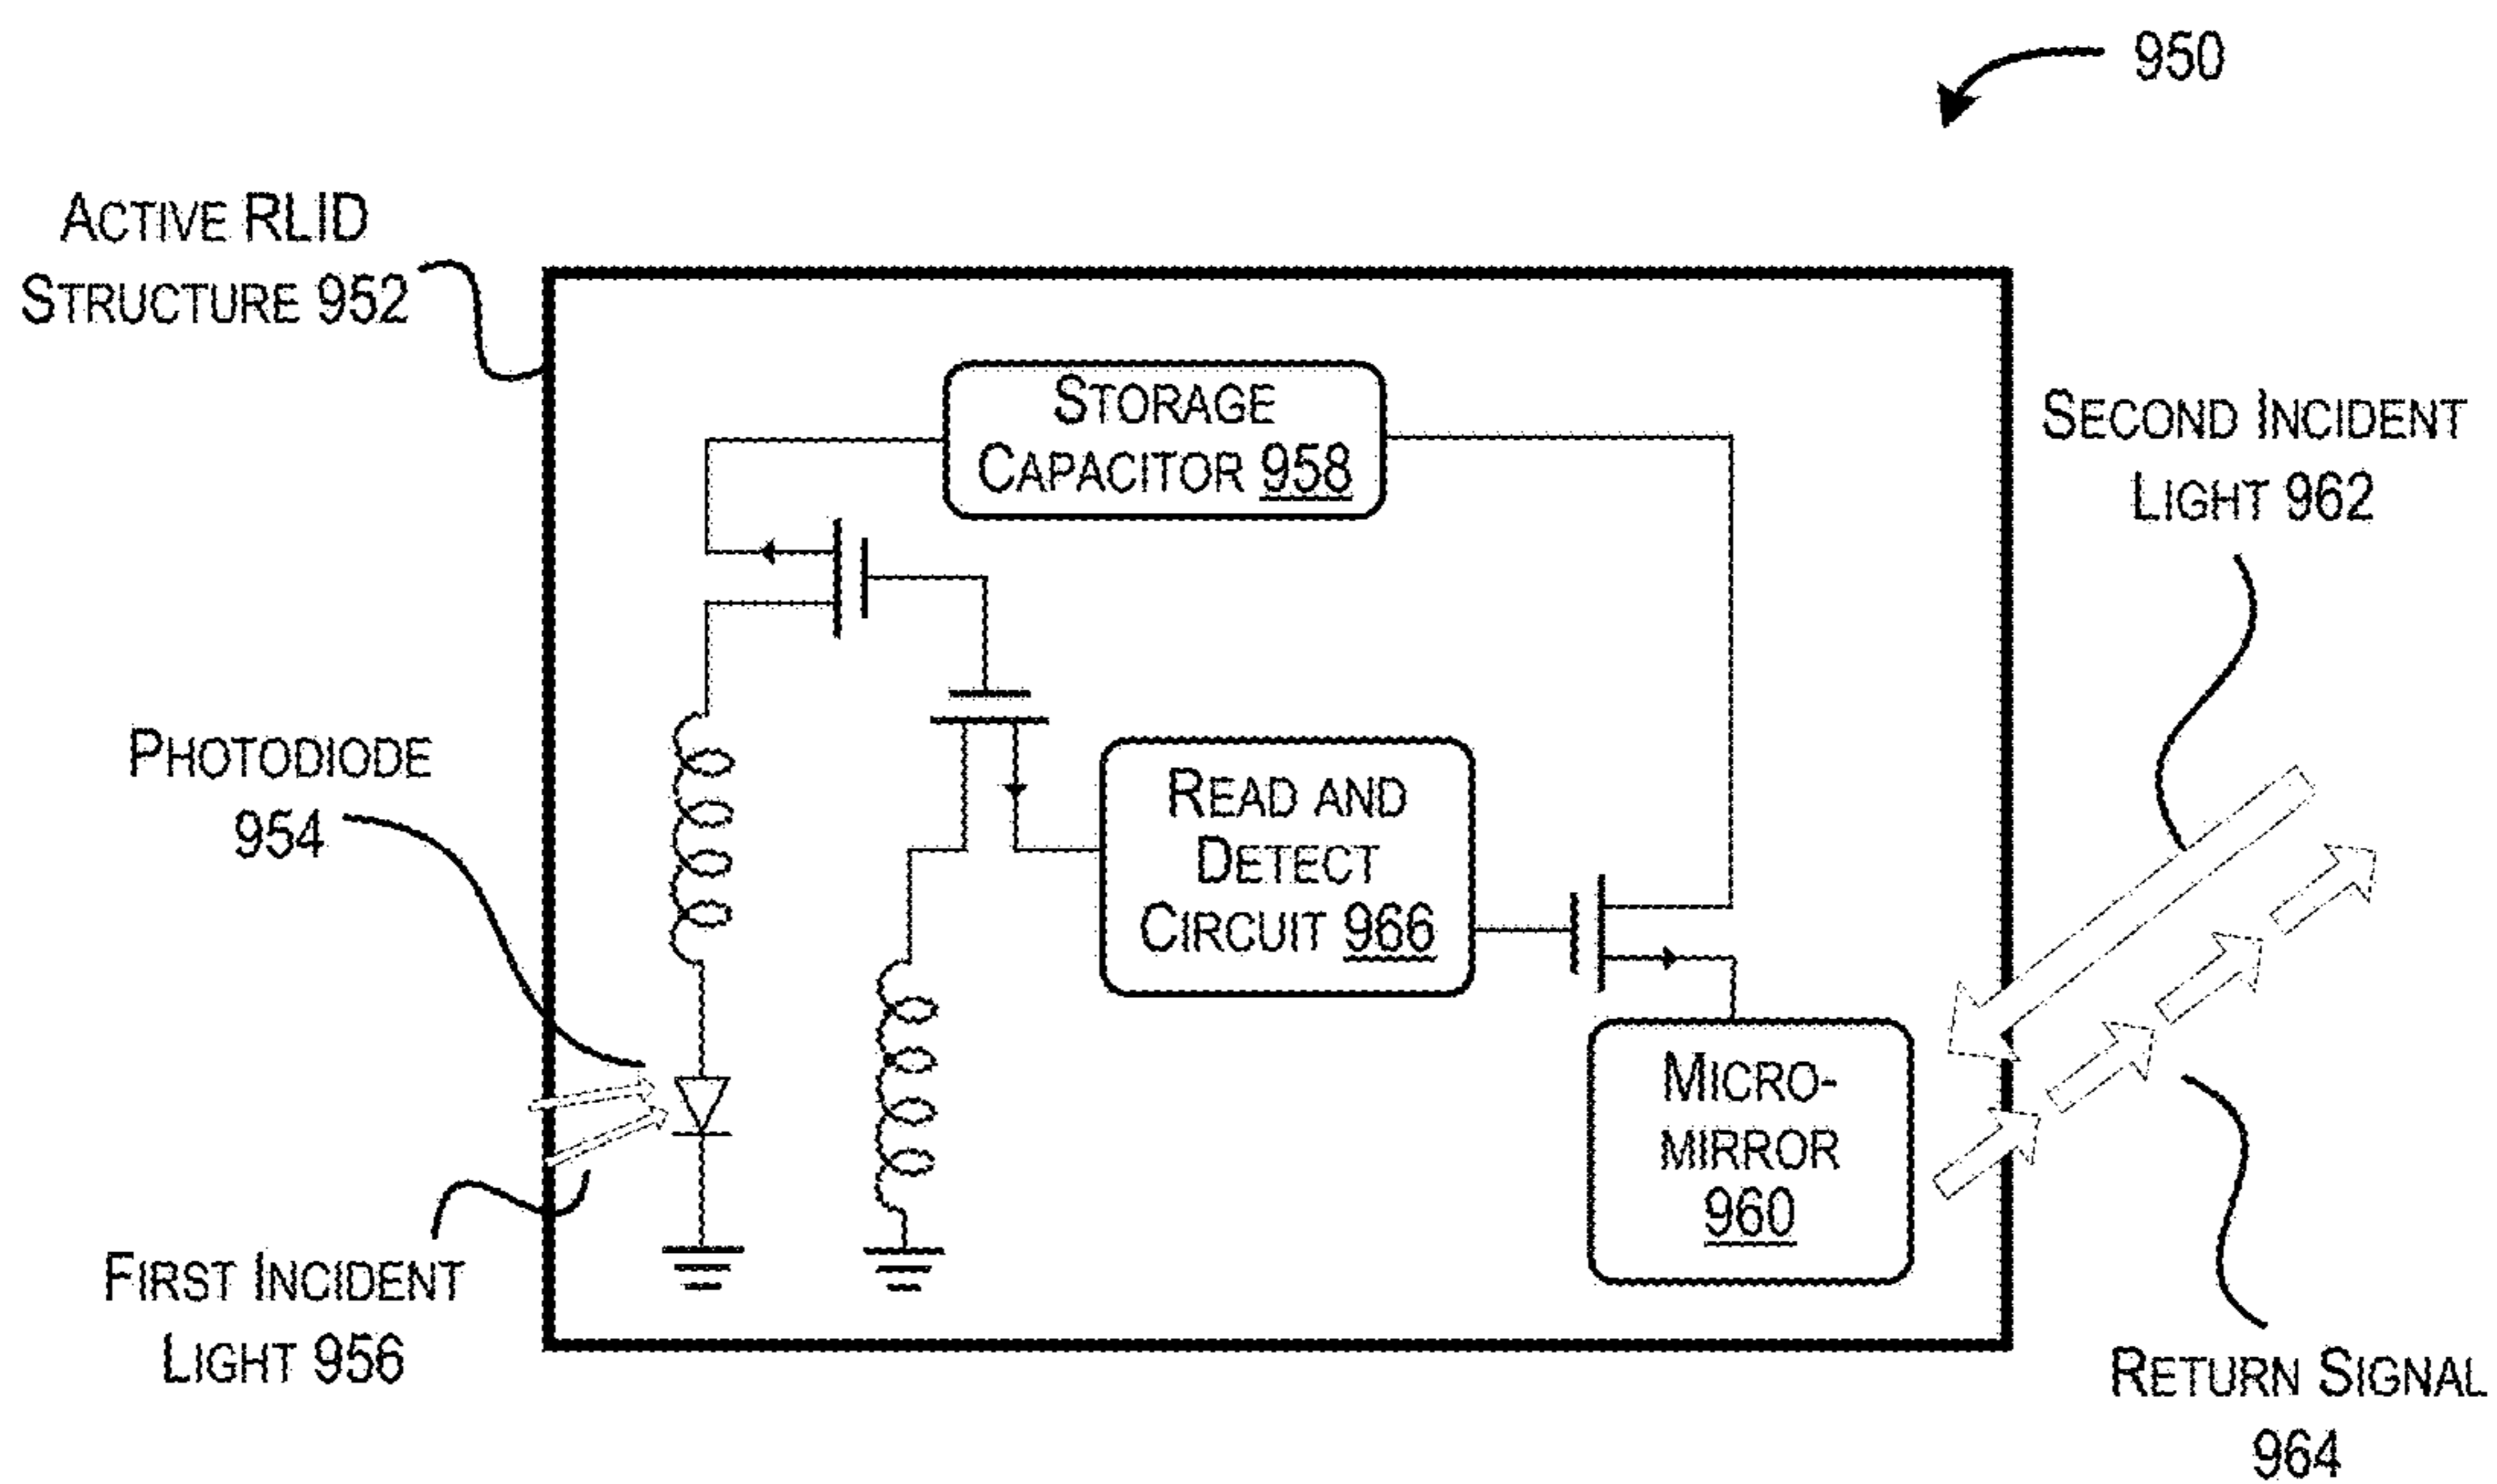 950
ACTIVE RLID
STRUCTURE 952
STORAGE
CAPACITOR 958
SECOND INCIDENT
LIGHT 962
PHOTODIODE
954
READ AND
DETECT
CIRCUIT 966
MICRO-
MIRROR
960
FIRST INCIDENT
LIGHT 956
RETURN SIGNAL
964